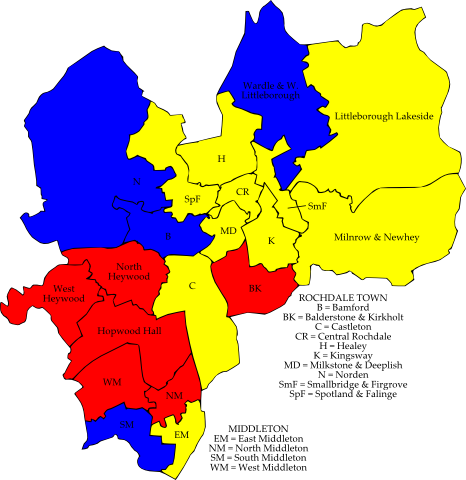 Wardle & W.
Littleborough
Littleborough Lakeside
H
N
CR
SpF
SmF
MD
B
K
Milnrow & Newhey
North
Heywood
West
Heywood
C
BK
Hopwood Hall
WM
NM
SM
EM
ROCHDALE TOWN
B = Bamford
BK = Balderstone & Kirkholt
C = Castleton
CR = Central Rochdale
H = Healey
K = Kingsway
MD = Milkstone & Deeplish
N = Norden
SmF = Smallbridge & Firgrove
SpF = Spotland & Falinge
MIDDLETON
EM = East Middleton
NM = North Middleton
SM = South Middleton
WM = West Middleton